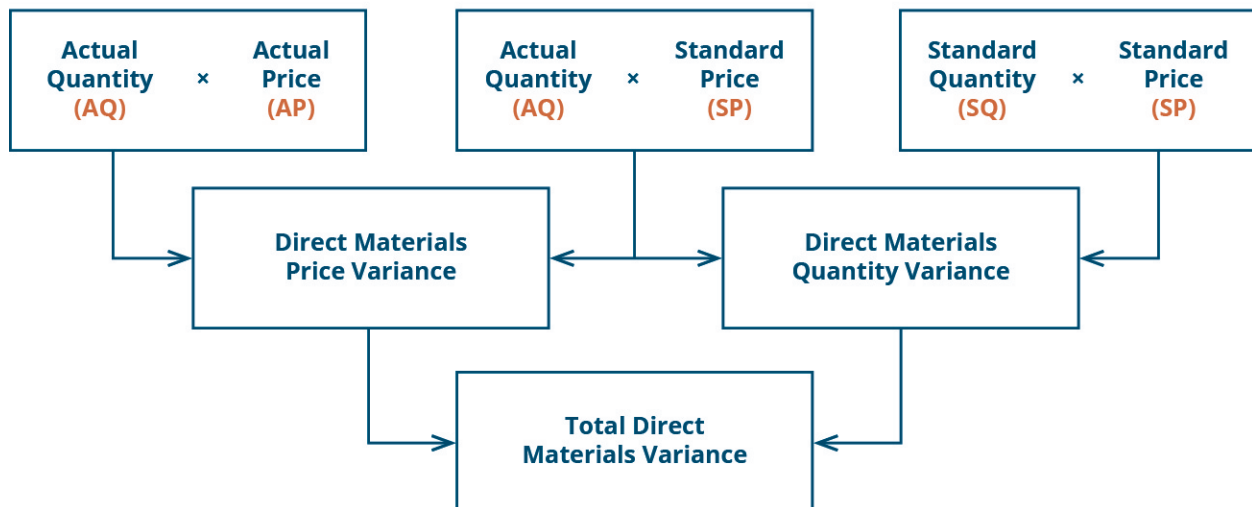 Actual Actual
Quantity × Price
(AQ) (AP)
Actual Standard
Quantity × Price
(AQ) (SP)
Standard Standard
Quantity × Price
(SQ) (SP)
Direct Materials
Price Variance
Direct Materials
Quantity Variance
Total Direct
Materials Variance